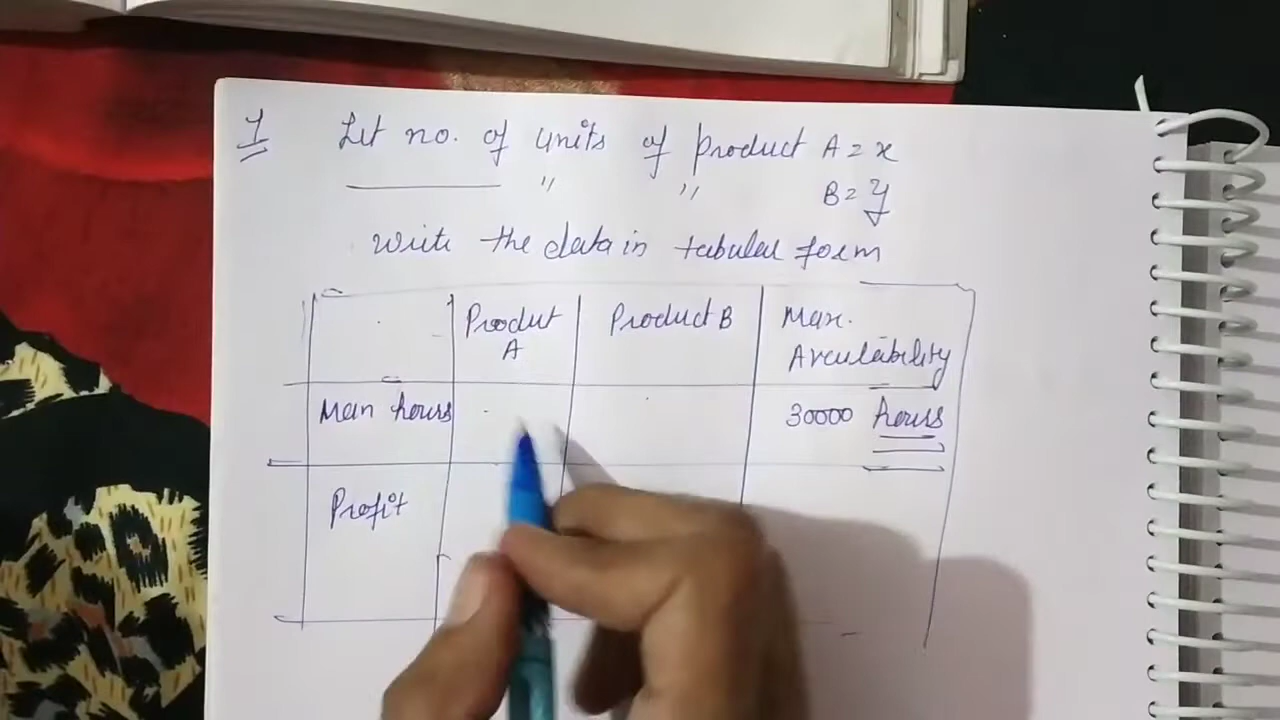 1 Let no. of units of product A = x
" " B = y
Write the data in tabular form
Product A Product B Max. Availability
Man hours 30000 hours
Profit